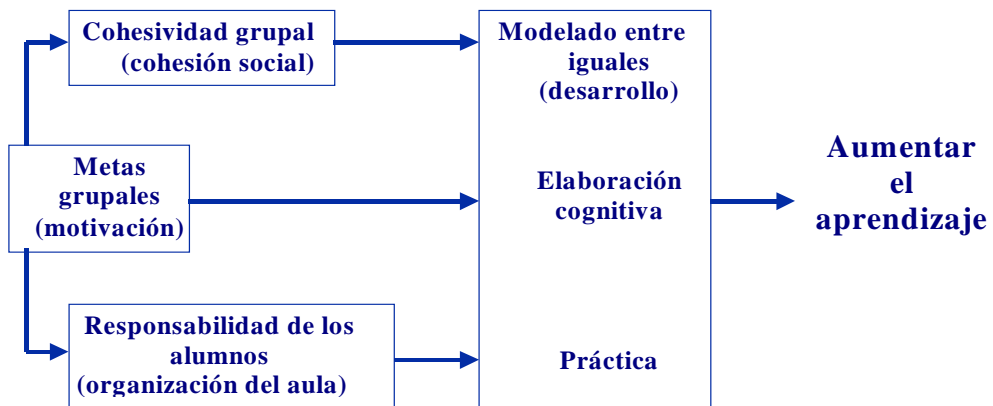 Cohesividad grupal
(cohesión social)
Metas
grupales
(motivación)
Responsabilidad de los
alumnos
(organización del aula)
Modelado entre
iguales
(desarrollo)
Elaboración
cognitiva
Práctica
Aumentar
el
aprendizaje